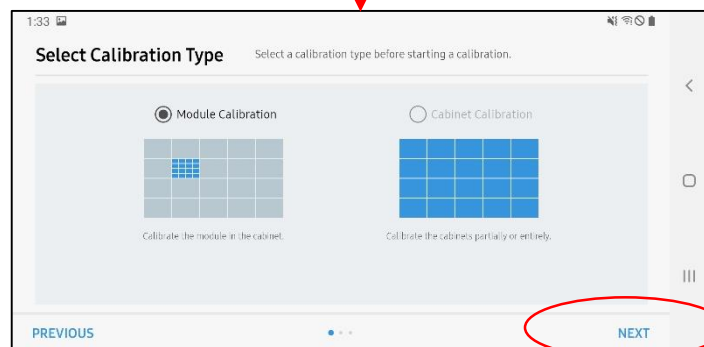 1:33
Select Calibration Type
Select a calibration type before starting a calibration.
Module Calibration
Cabinet Calibration
Calibrate the module in the cabinet.
Calibrate the cabinets partially or entirely.
PREVIOUS
NEXT